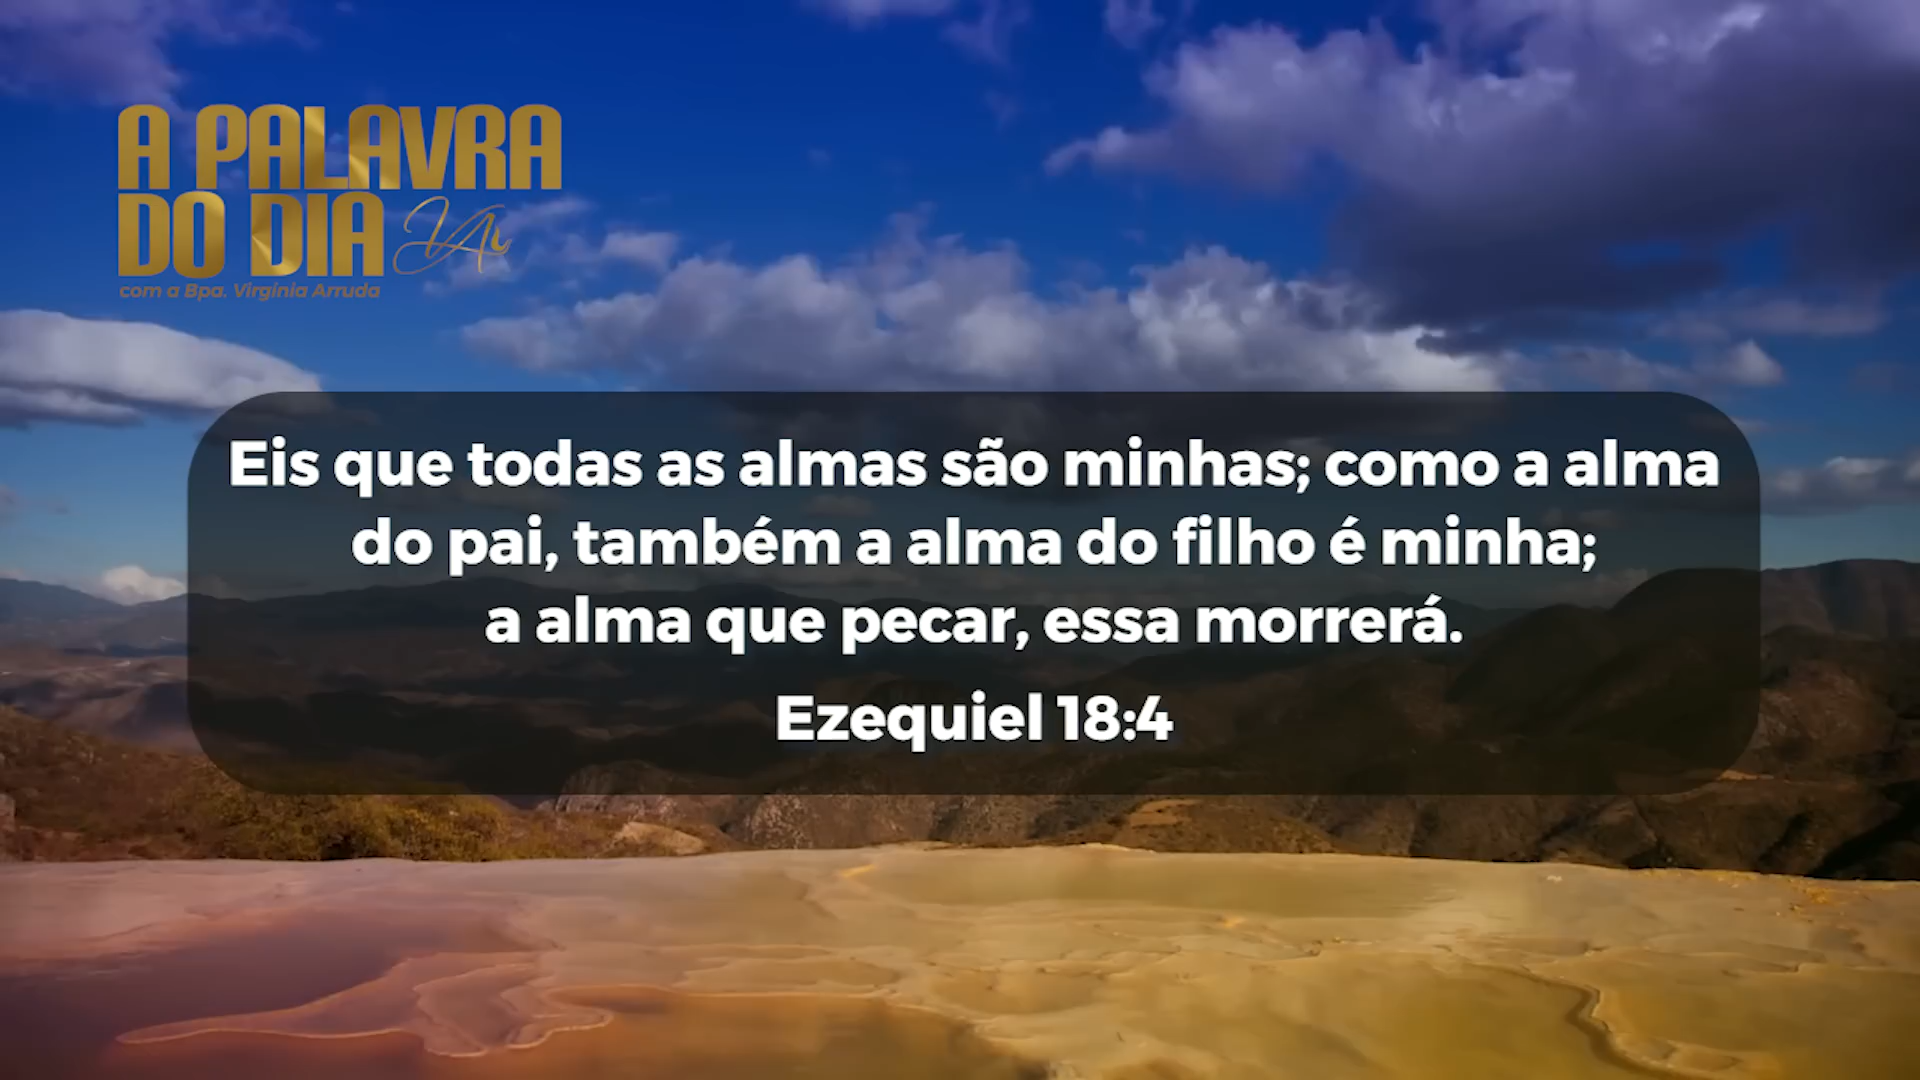 A PALAVRA
DO DIA
com a Bpa. Virgínia Arruda
Eis que todas as almas são minhas; como a alma
do pai, também a alma do filho é minha;
a alma que pecar, essa morrerá.
Ezequiel 18:4